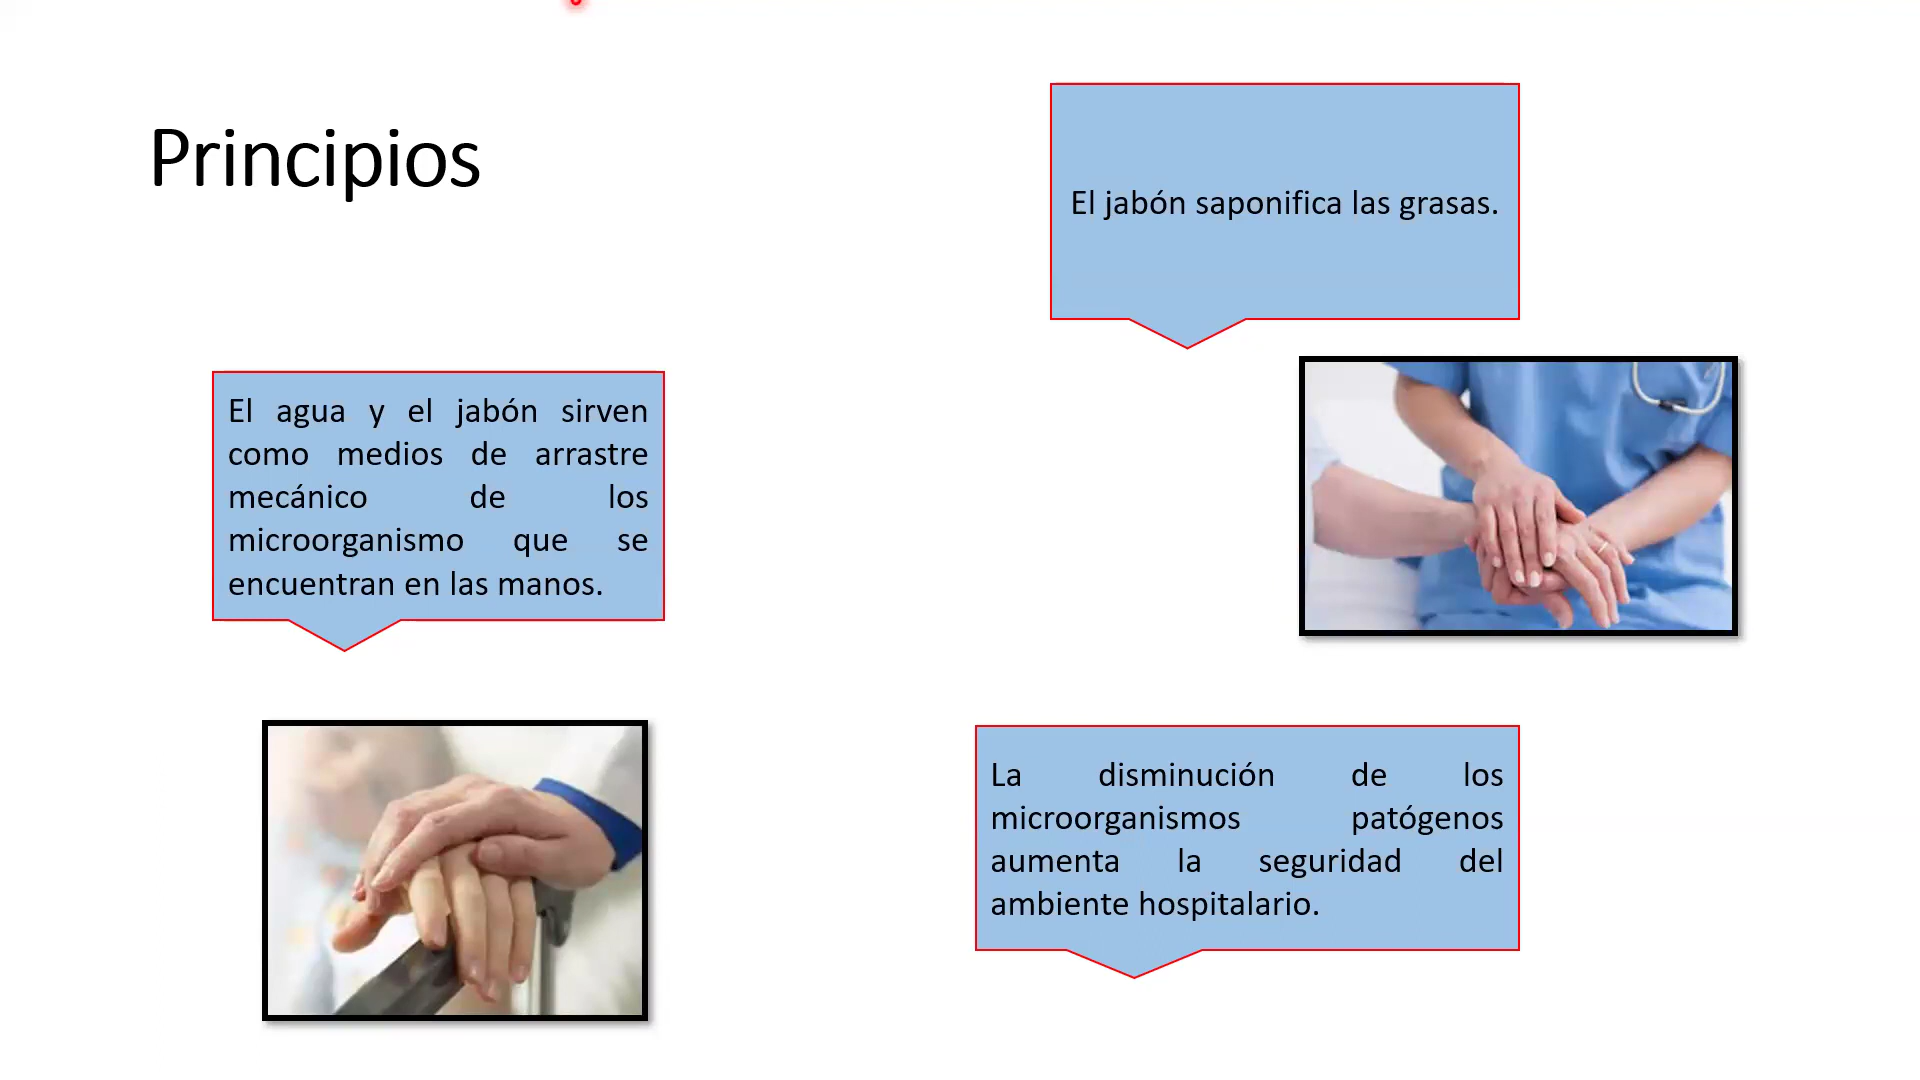 Principios
El jabón saponifica las grasas.
El agua y el jabón sirven
como medios de arrastre
mecánico de los
microorganismo que se
encuentran en las manos.
La disminución de los
microorganismos patógenos
aumenta la seguridad del
ambiente hospitalario.